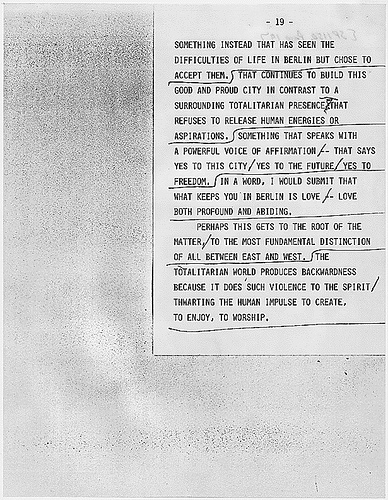 - 19 -
SOMETHING INSTEAD THAT HAS SEEN THE
DIFFICULTIES OF LIFE IN BERLIN BUT CHOSE TO
ACCEPT THEM. THAT CONTINUES TO BUILD THIS
GOOD AND PROUD CITY IN CONTRAST TO A
SURROUNDING TOTALITARIAN PRESENCE THAT
REFUSES TO RELEASE HUMAN ENERGIES OR
ASPIRATIONS. SOMETHING THAT SPEAKS WITH
A POWERFUL VOICE OF AFFIRMATION -- THAT SAYS
YES TO THIS CITY/YES TO THE FUTURE/YES TO
FREEDOM. IN A WORD, I WOULD SUBMIT THAT
WHAT KEEPS YOU IN BERLIN IS LOVE -- LOVE
BOTH PROFOUND AND ABIDING.
PERHAPS THIS GETS TO THE ROOT OF THE
MATTER, TO THE MOST FUNDAMENTAL DISTINCTION
OF ALL BETWEEN EAST AND WEST. THE
TOTALITARIAN WORLD PRODUCES BACKWARDNESS
BECAUSE IT DOES SUCH VIOLENCE TO THE SPIRIT/
THWARTING THE HUMAN IMPULSE TO CREATE,
TO ENJOY, TO WORSHIP.